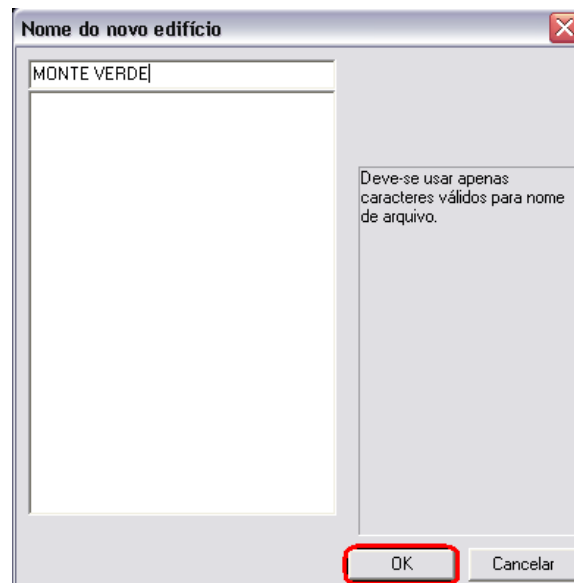 Nome do novo edifício
MONTE VERDE
Deve-se usar apenas
caracteres válidos para nome
de arquivo.
OK
Cancelar